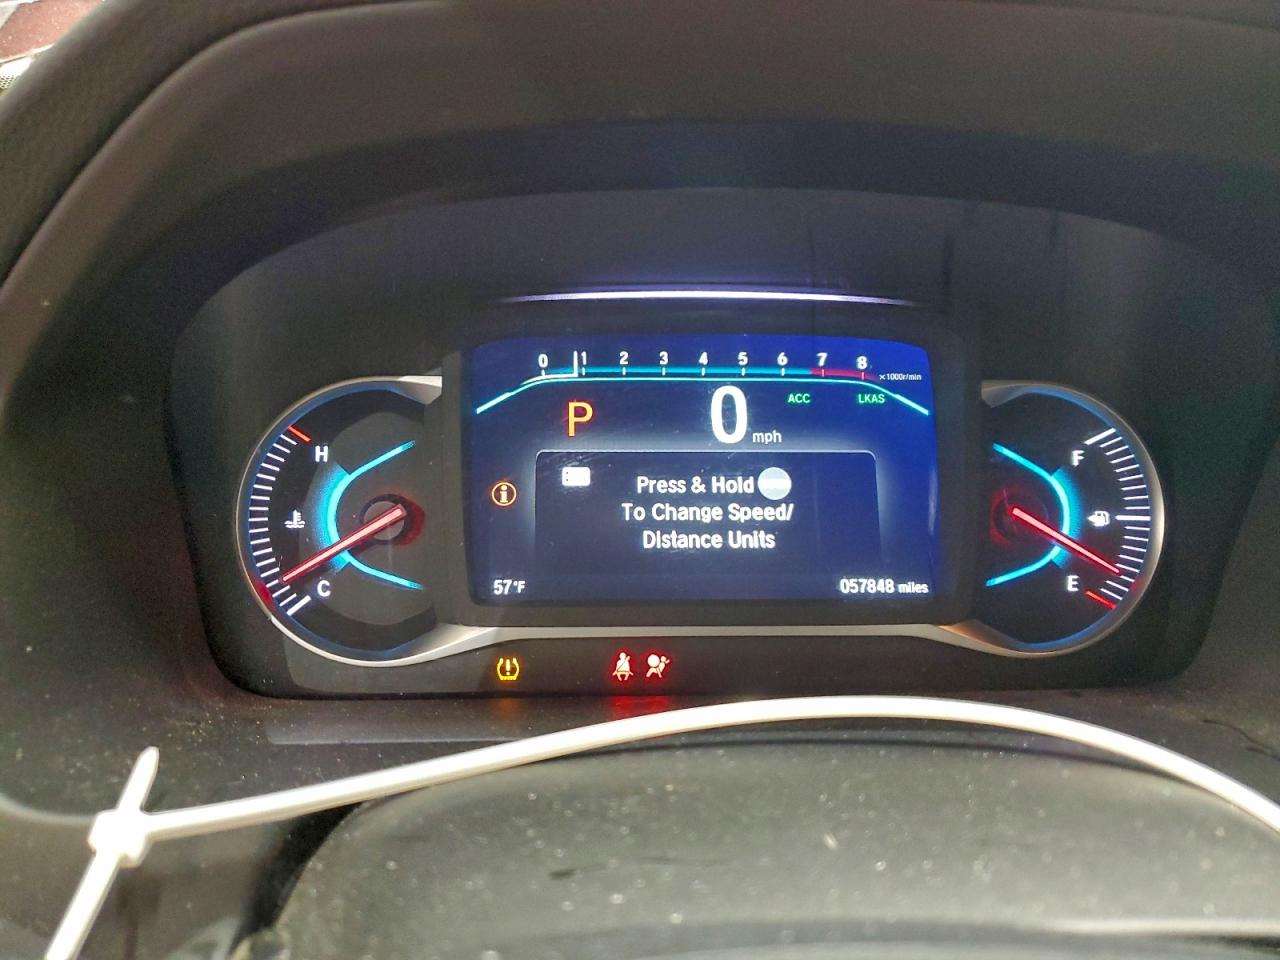 0 1 2 3 4 5 6 7 8
×1000r/min
P 0 mph ACC LKAS
Press & Hold
To Change Speed/
Distance Units
57°F
057848 miles
H
C
F
E